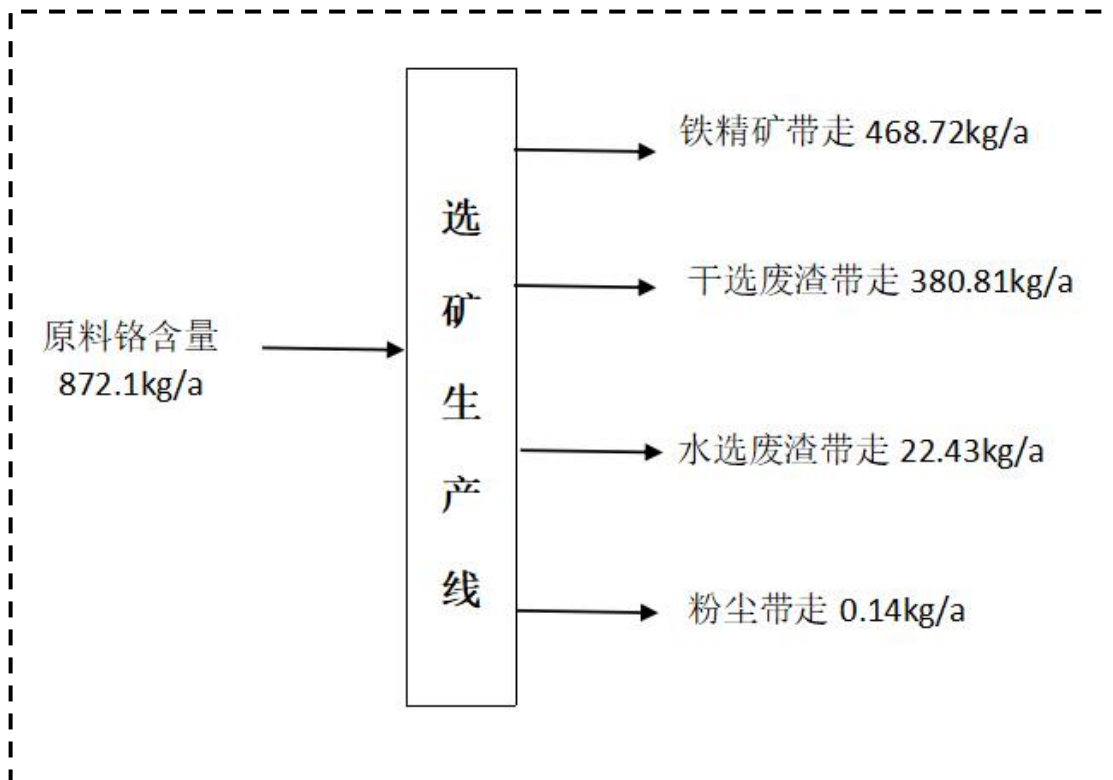 铁精矿带走 468.72kg/a
干选废渣带走 380.81kg/a
原料铬含量
872.1kg/a
选矿生产线
水选废渣带走 22.43kg/a
粉尘带走 0.14kg/a